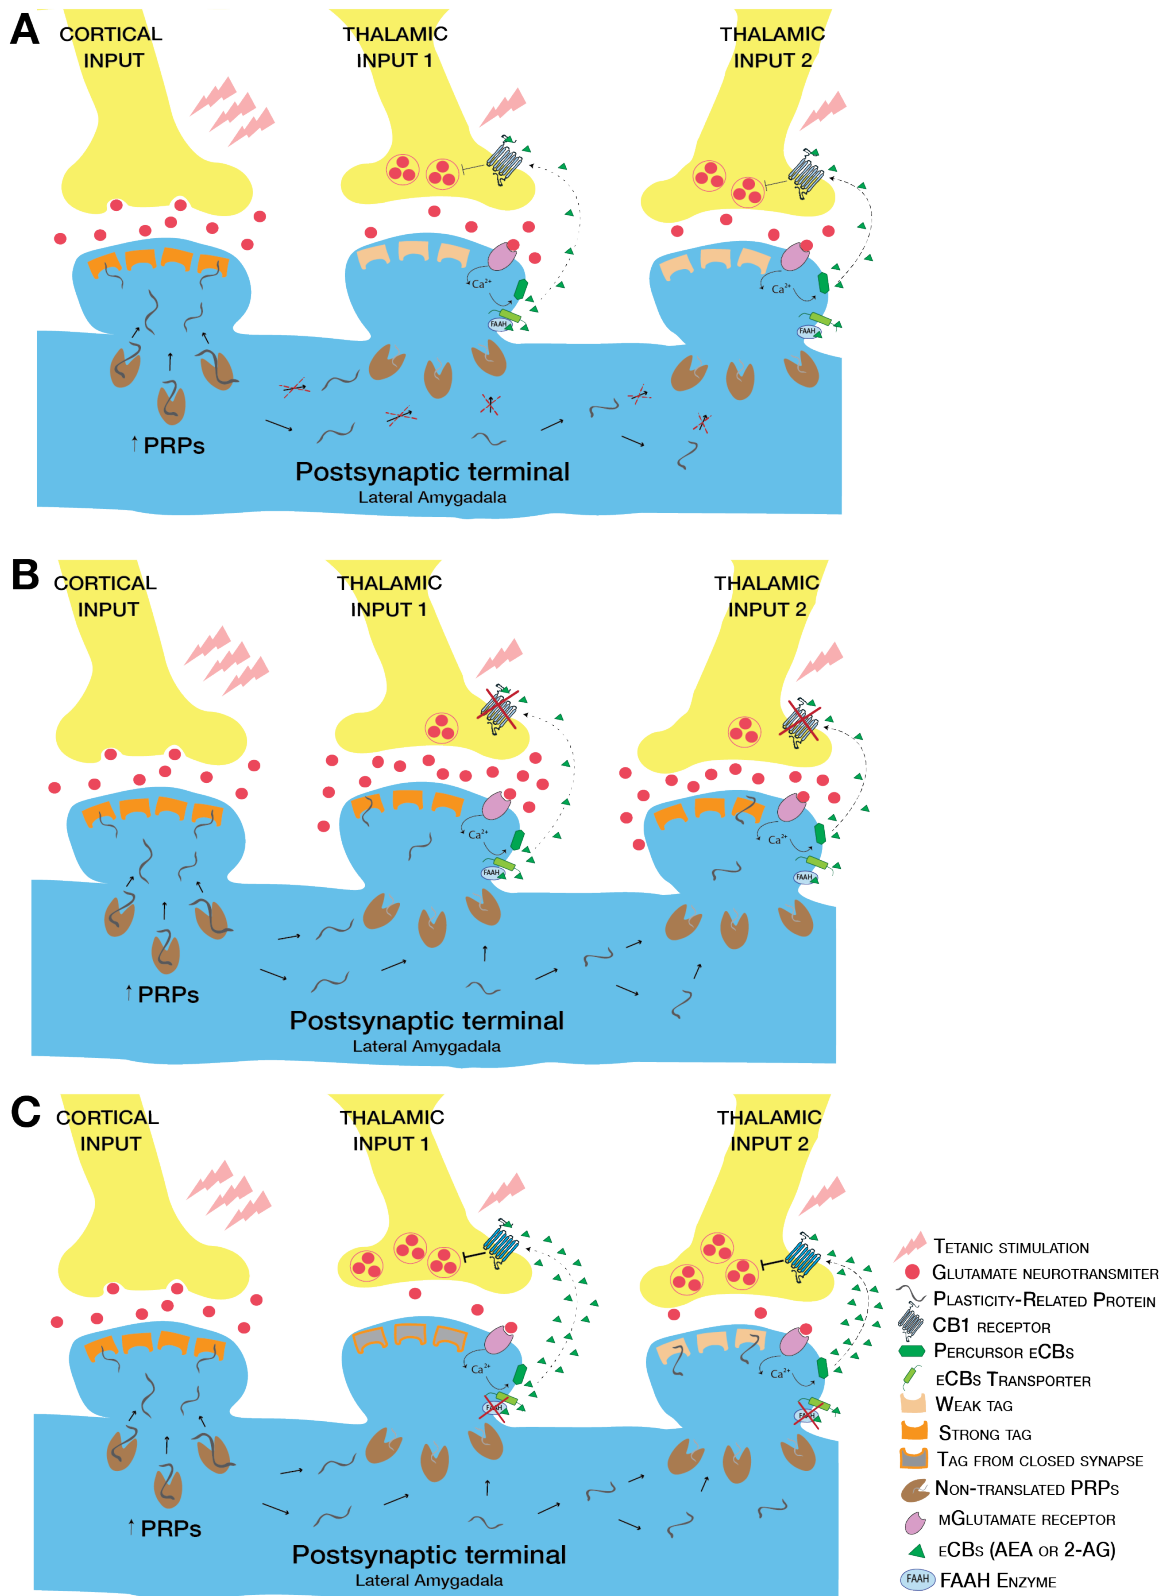 A
CORTICAL
INPUT
THALAMIC
INPUT 1
THALAMIC
INPUT 2
Ca²⁺
FAAH
Ca²⁺
FAAH
↑ PRPs
Postsynaptic terminal
Lateral Amygadala
B
CORTICAL
INPUT
THALAMIC
INPUT 1
THALAMIC
INPUT 2
Ca²⁺
FAAH
Ca²⁺
FAAH
↑ PRPs
Postsynaptic terminal
Lateral Amygadala
C
CORTICAL
INPUT
THALAMIC
INPUT 1
THALAMIC
INPUT 2
Ca²⁺
FAAH
Ca²⁺
FAAH
↑ PRPs
Postsynaptic terminal
Lateral Amygadala
Tetanic stimulation
Glutamate neurotransmiter
Plasticity-Related Protein
CB1 receptor
Percursor eCBs
eCBs Transporter
Weak tag
Strong tag
Tag from closed synapse
Non-translated PRPs
mGlutamate receptor
eCBs (AEA or 2-AG)
FAAH
FAAH Enzyme